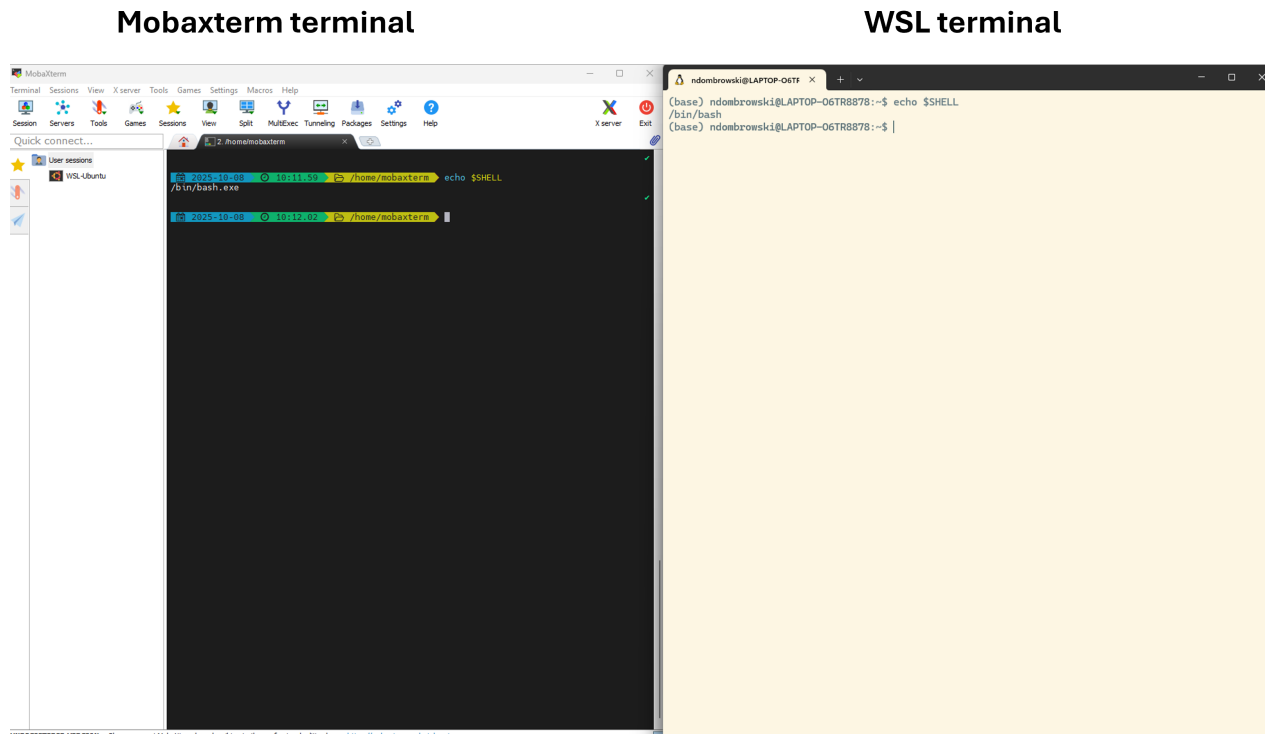 Mobaxterm terminal
WSL terminal
MobaXterm
Terminal Sessions View X server Tools Games Settings Macros Help
Session Servers Tools Games Sessions View Split MultiExec Tunneling Packages Settings Help X server Exit
Quick connect...
2. /home/mobaxterm
User sessions
WSL-Ubuntu
2025-10-08 10:11.59 /home/mobaxterm echo $SHELL
/bin/bash.exe
2025-10-08 10:12.02 /home/mobaxterm
ndombrowski@LAPTOP-O6TR
(base) ndombrowski@LAPTOP-O6TR8878:~$ echo $SHELL
/bin/bash
(base) ndombrowski@LAPTOP-O6TR8878:~$